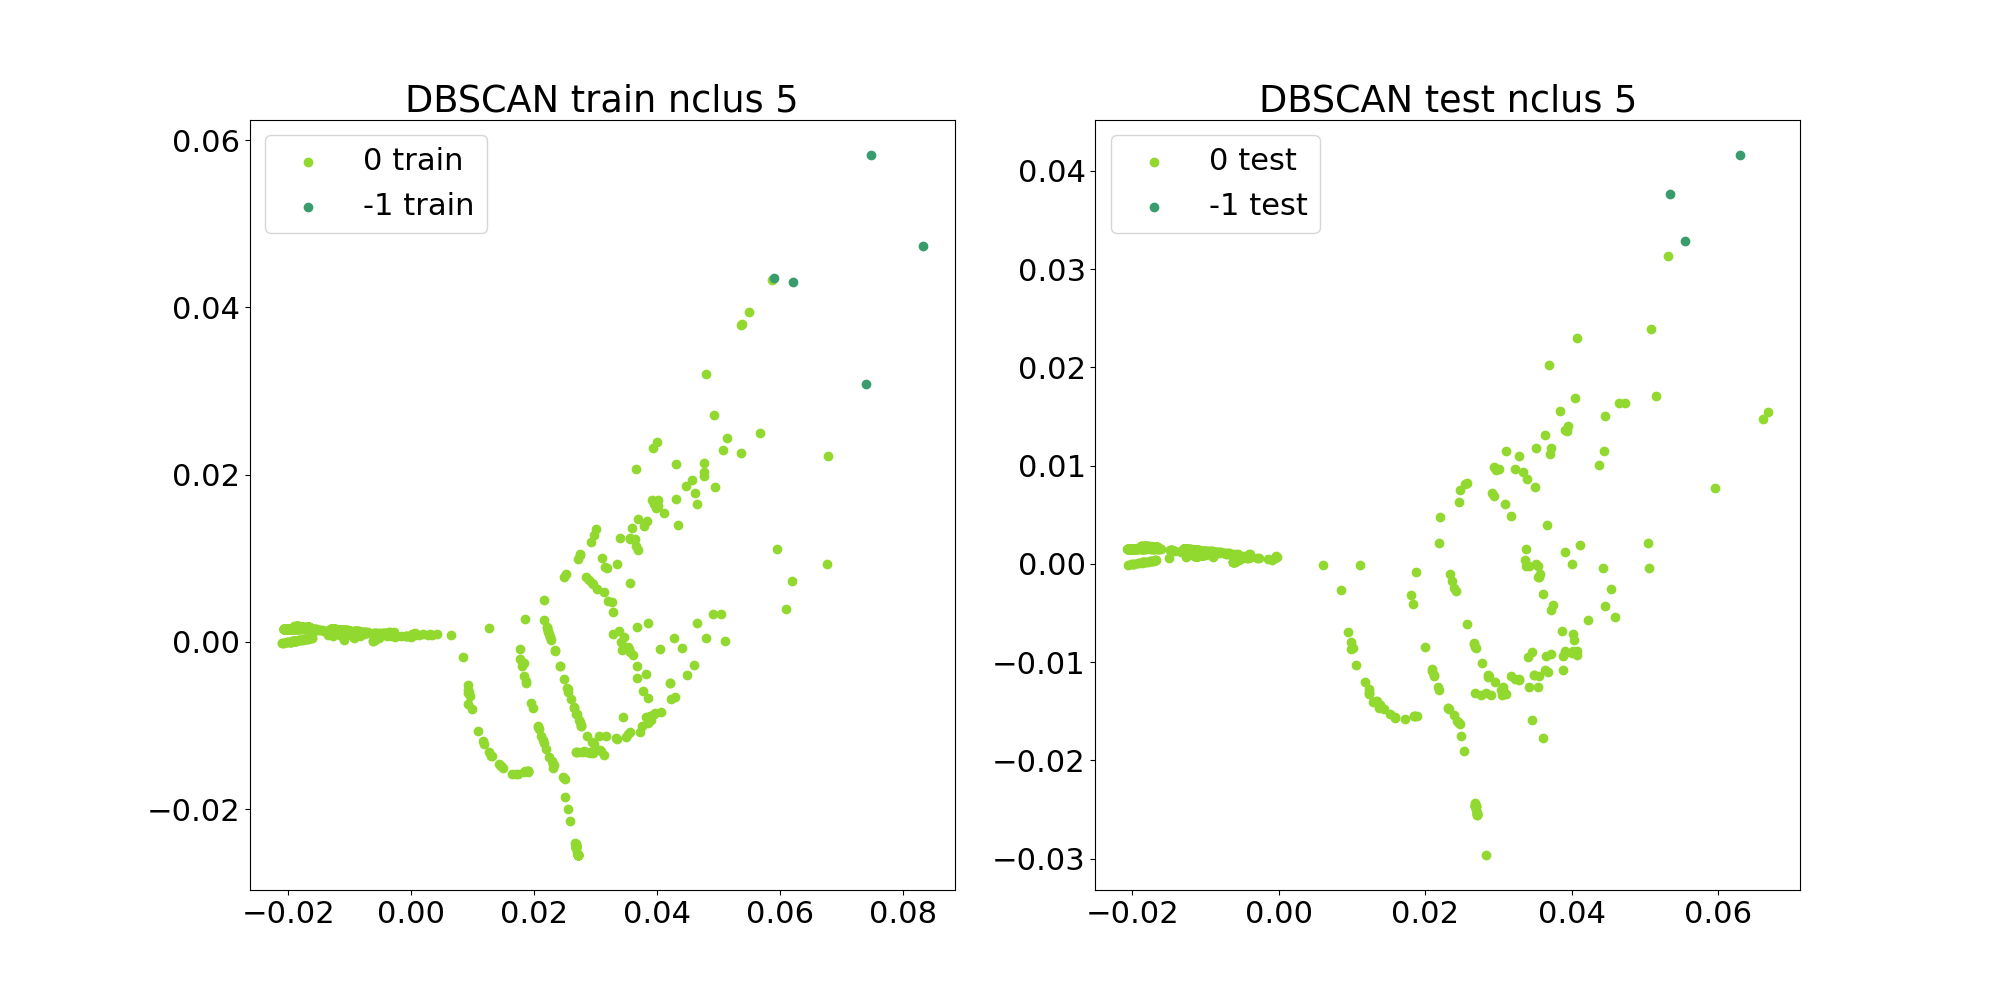 DBSCAN train nclus 5
0.06
0.04
0.02
0.00
−0.02
0 train
-1 train
−0.02 0.00 0.02 0.04 0.06 0.08
DBSCAN test nclus 5
0.04
0.03
0.02
0.01
0.00
−0.01
−0.02
−0.03
0 test
-1 test
−0.02 0.00 0.02 0.04 0.06